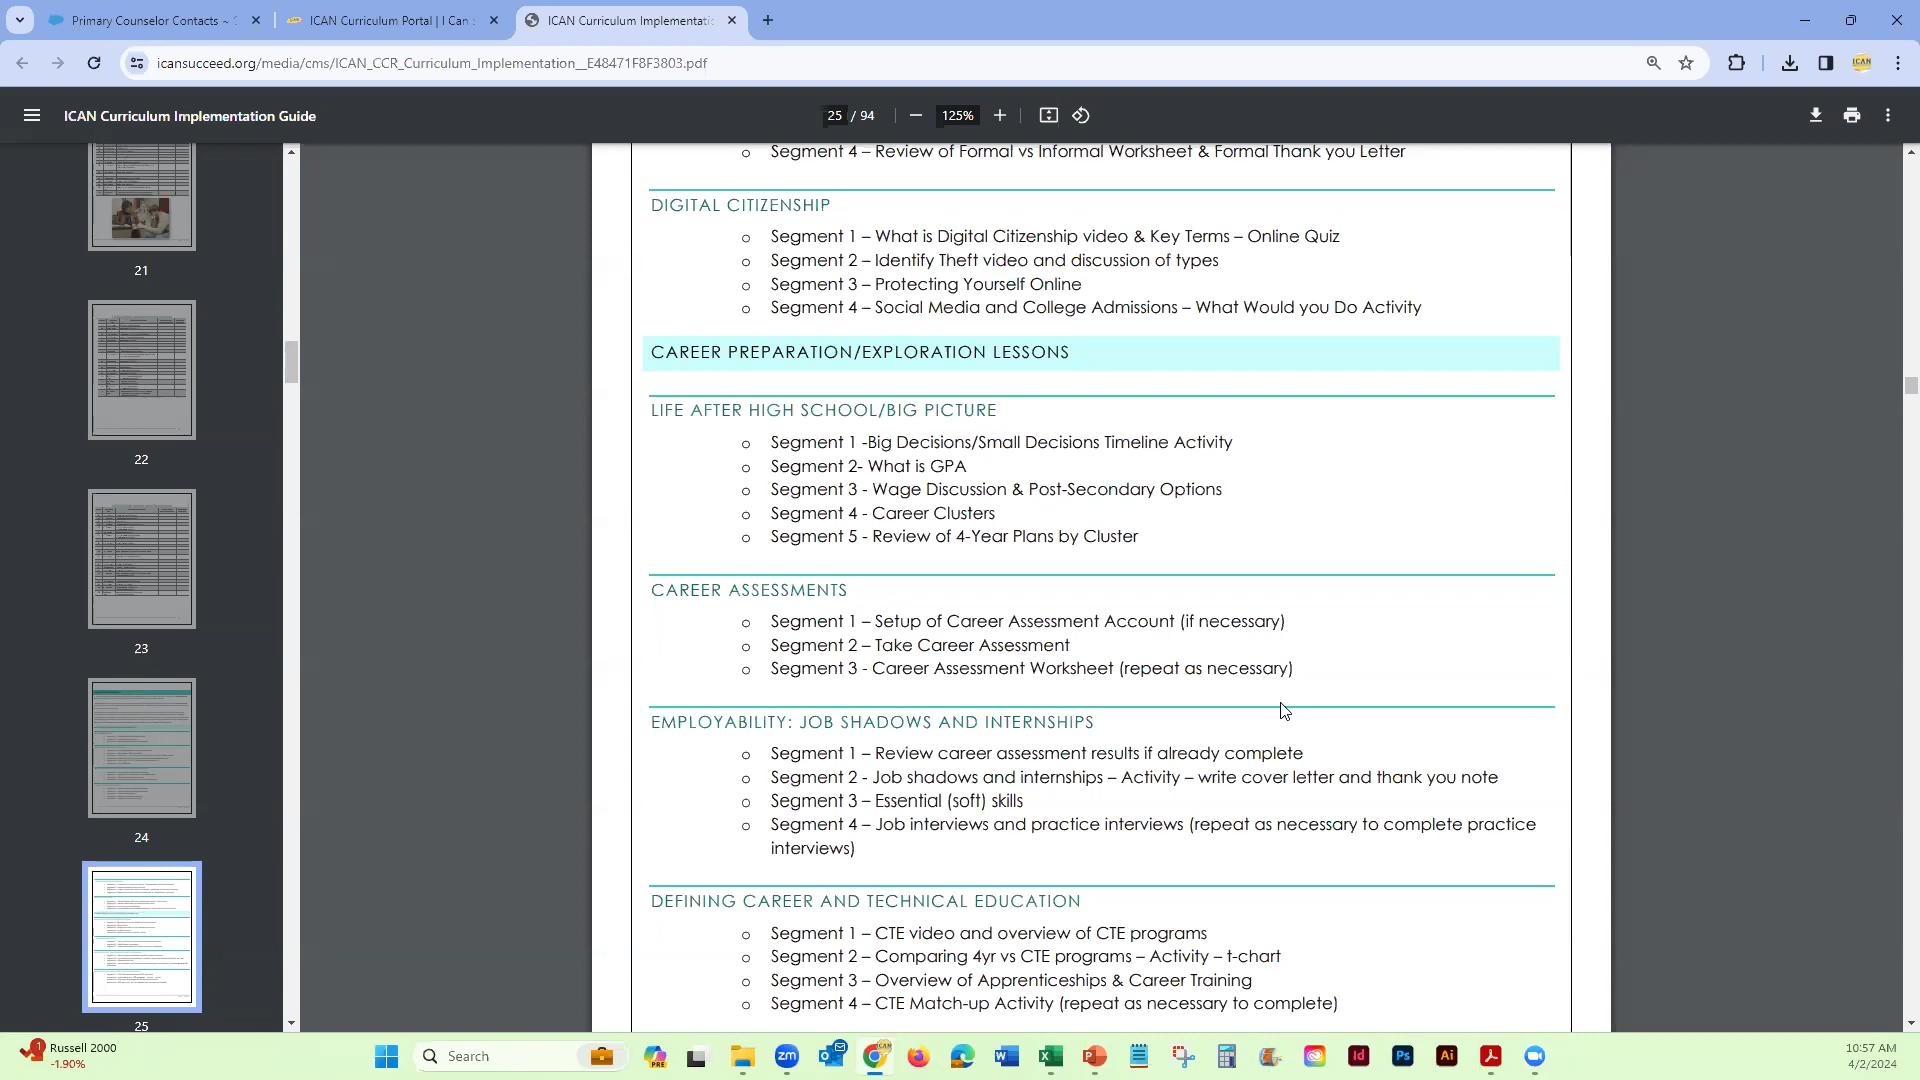 Primary Counselor Contacts ~
ICAN Curriculum Portal | I Can
ICAN Curriculum Implementati
icansucceed.org/media/cms/ICAN_CCR_Curriculum_Implementation__E48471F8F3803.pdf
ICAN
ICAN Curriculum Implementation Guide
25 / 94
125%
21
22
23
24
25
Segment 4 – Review of Formal vs Informal Worksheet & Formal Thank you Letter
DIGITAL CITIZENSHIP
o Segment 1 – What is Digital Citizenship video & Key Terms – Online Quiz
o Segment 2 – Identify Theft video and discussion of types
o Segment 3 – Protecting Yourself Online
o Segment 4 – Social Media and College Admissions – What Would you Do Activity
CAREER PREPARATION/EXPLORATION LESSONS
LIFE AFTER HIGH SCHOOL/BIG PICTURE
o Segment 1 -Big Decisions/Small Decisions Timeline Activity
o Segment 2- What is GPA
o Segment 3 - Wage Discussion & Post-Secondary Options
o Segment 4 - Career Clusters
o Segment 5 - Review of 4-Year Plans by Cluster
CAREER ASSESSMENTS
o Segment 1 – Setup of Career Assessment Account (if necessary)
o Segment 2 – Take Career Assessment
o Segment 3 - Career Assessment Worksheet (repeat as necessary)
EMPLOYABILITY: JOB SHADOWS AND INTERNSHIPS
o Segment 1 – Review career assessment results if already complete
o Segment 2 - Job shadows and internships – Activity – write cover letter and thank you note
o Segment 3 – Essential (soft) skills
o Segment 4 – Job interviews and practice interviews (repeat as necessary to complete practice
interviews)
DEFINING CAREER AND TECHNICAL EDUCATION
o Segment 1 – CTE video and overview of CTE programs
o Segment 2 – Comparing 4yr vs CTE programs – Activity – t-chart
o Segment 3 – Overview of Apprenticeships & Career Training
o Segment 4 – CTE Match-up Activity (repeat as necessary to complete)
1
Russell 2000
-1.90%
Search
PRE
zm
Id
Ps
Ai
10:57 AM
4/2/2024